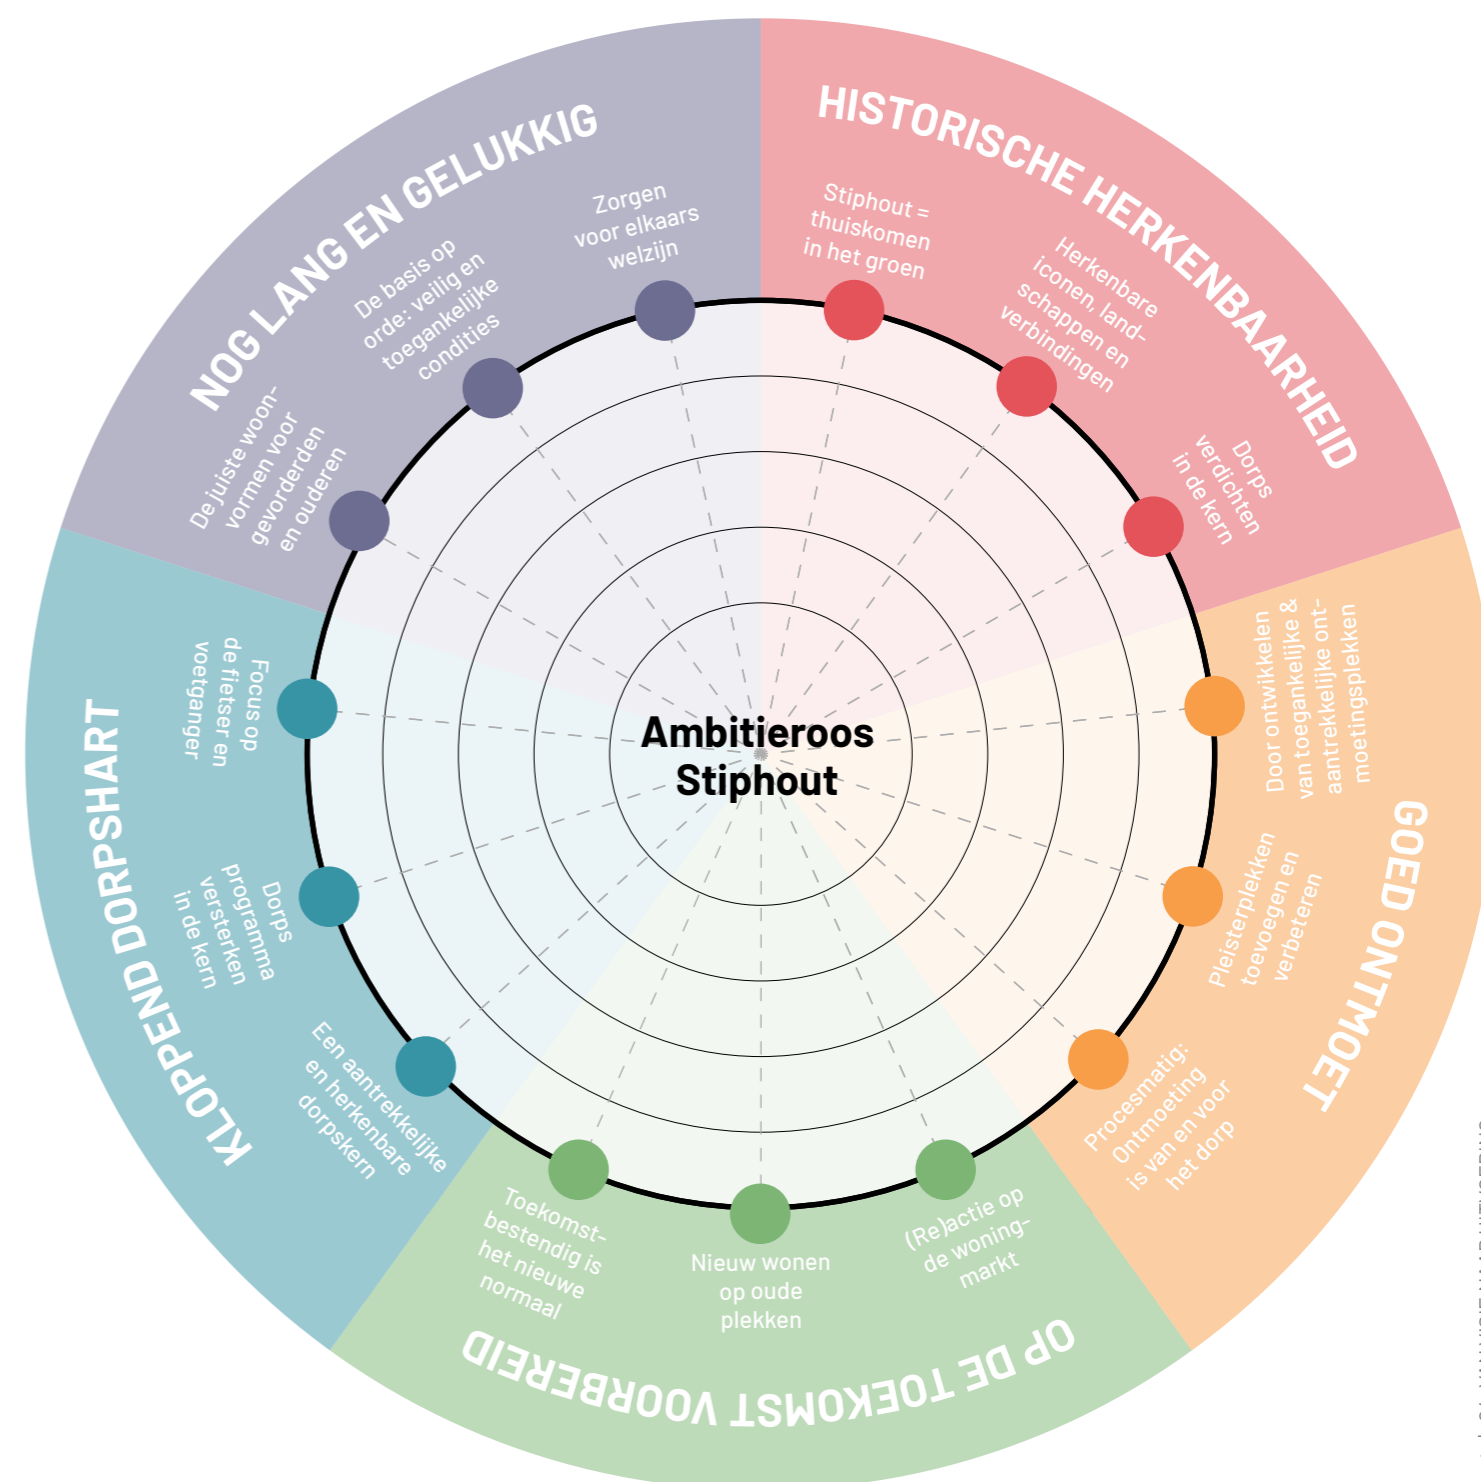 Ambitieroos
Stiphout
HISTORISCHE HERKENBAARHEID
Stiphout =
thuiskomen
in het groen
Herkenbare
iconen, land-
schappen en
verbindingen
Dorps
verdichten
in de kern
GOED ONTMOET
Door ontwikkelen
van toegankelijke &
aantrekkelijke ont-
moetingsplekken
Pleisterplekken
toevoegen en
verbeteren
Procesmatig:
Ontmoeting
is van en voor
het dorp
OP DE TOEKOMST VOORBEREID
(Re)actie op
de woning-
markt
Nieuw wonen
op oude
plekken
Toekomst-
bestendig is
het nieuwe
normaal
KLOPPEND DORPSHART
Een aantrekkelijke
en herkenbare
dorpskern
Dorps
programma
versterken
in de kern
Focus op
de fietser en
voetganger
NOG LANG EN GELUKKIG
De juiste woon-
vormen voor
gevorderden
en ouderen
De basis op
orde: veilig en
toegankelijke
condities
Zorgen
voor elkaars
welzijn